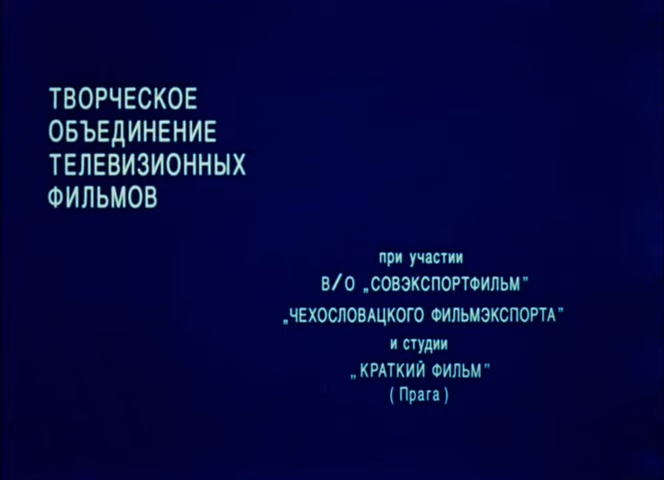 ТВОРЧЕСКОЕ
ОБЪЕДИНЕНИЕ
ТЕЛЕВИЗИОННЫХ
ФИЛЬМОВ
при участии
В/О „СОВЭКСПОРТФИЛЬМ”
„ЧЕХОСЛОВАЦКОГО ФИЛЬМЭКСПОРТА”
и студии
„КРАТКИЙ ФИЛЬМ”
(Прага)